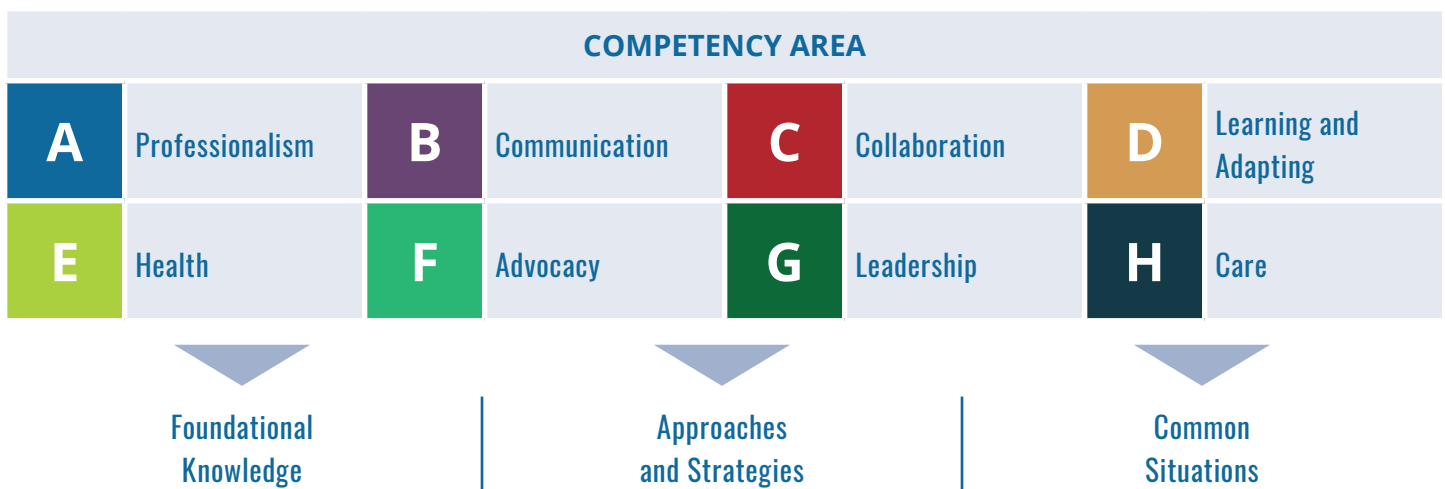 COMPETENCY AREA
A Professionalism B Communication C Collaboration D Learning and
Adapting
E Health F Advocacy G Leadership H Care
Foundational
Knowledge
Approaches
and Strategies
Common
Situations